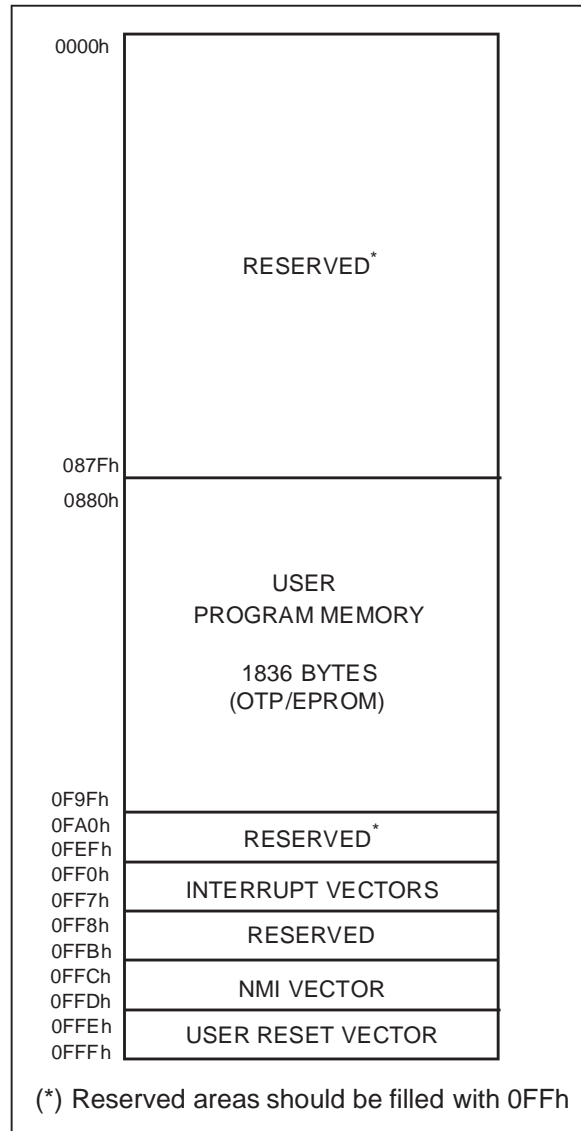 0000h
RESERVED*
087Fh
0880h
USER
PROGRAM MEMORY
1836 BYTES
(OTP/EPROM)
0F9Fh
0FA0h
RESERVED*
0FEFh
0FF0h
INTERRUPT VECTORS
0FF7h
0FF8h
RESERVED
0FFBh
0FFCh
NMI VECTOR
0FFDh
0FFEh
USER RESET VECTOR
0FFFh
(*) Reserved areas should be filled with 0FFh